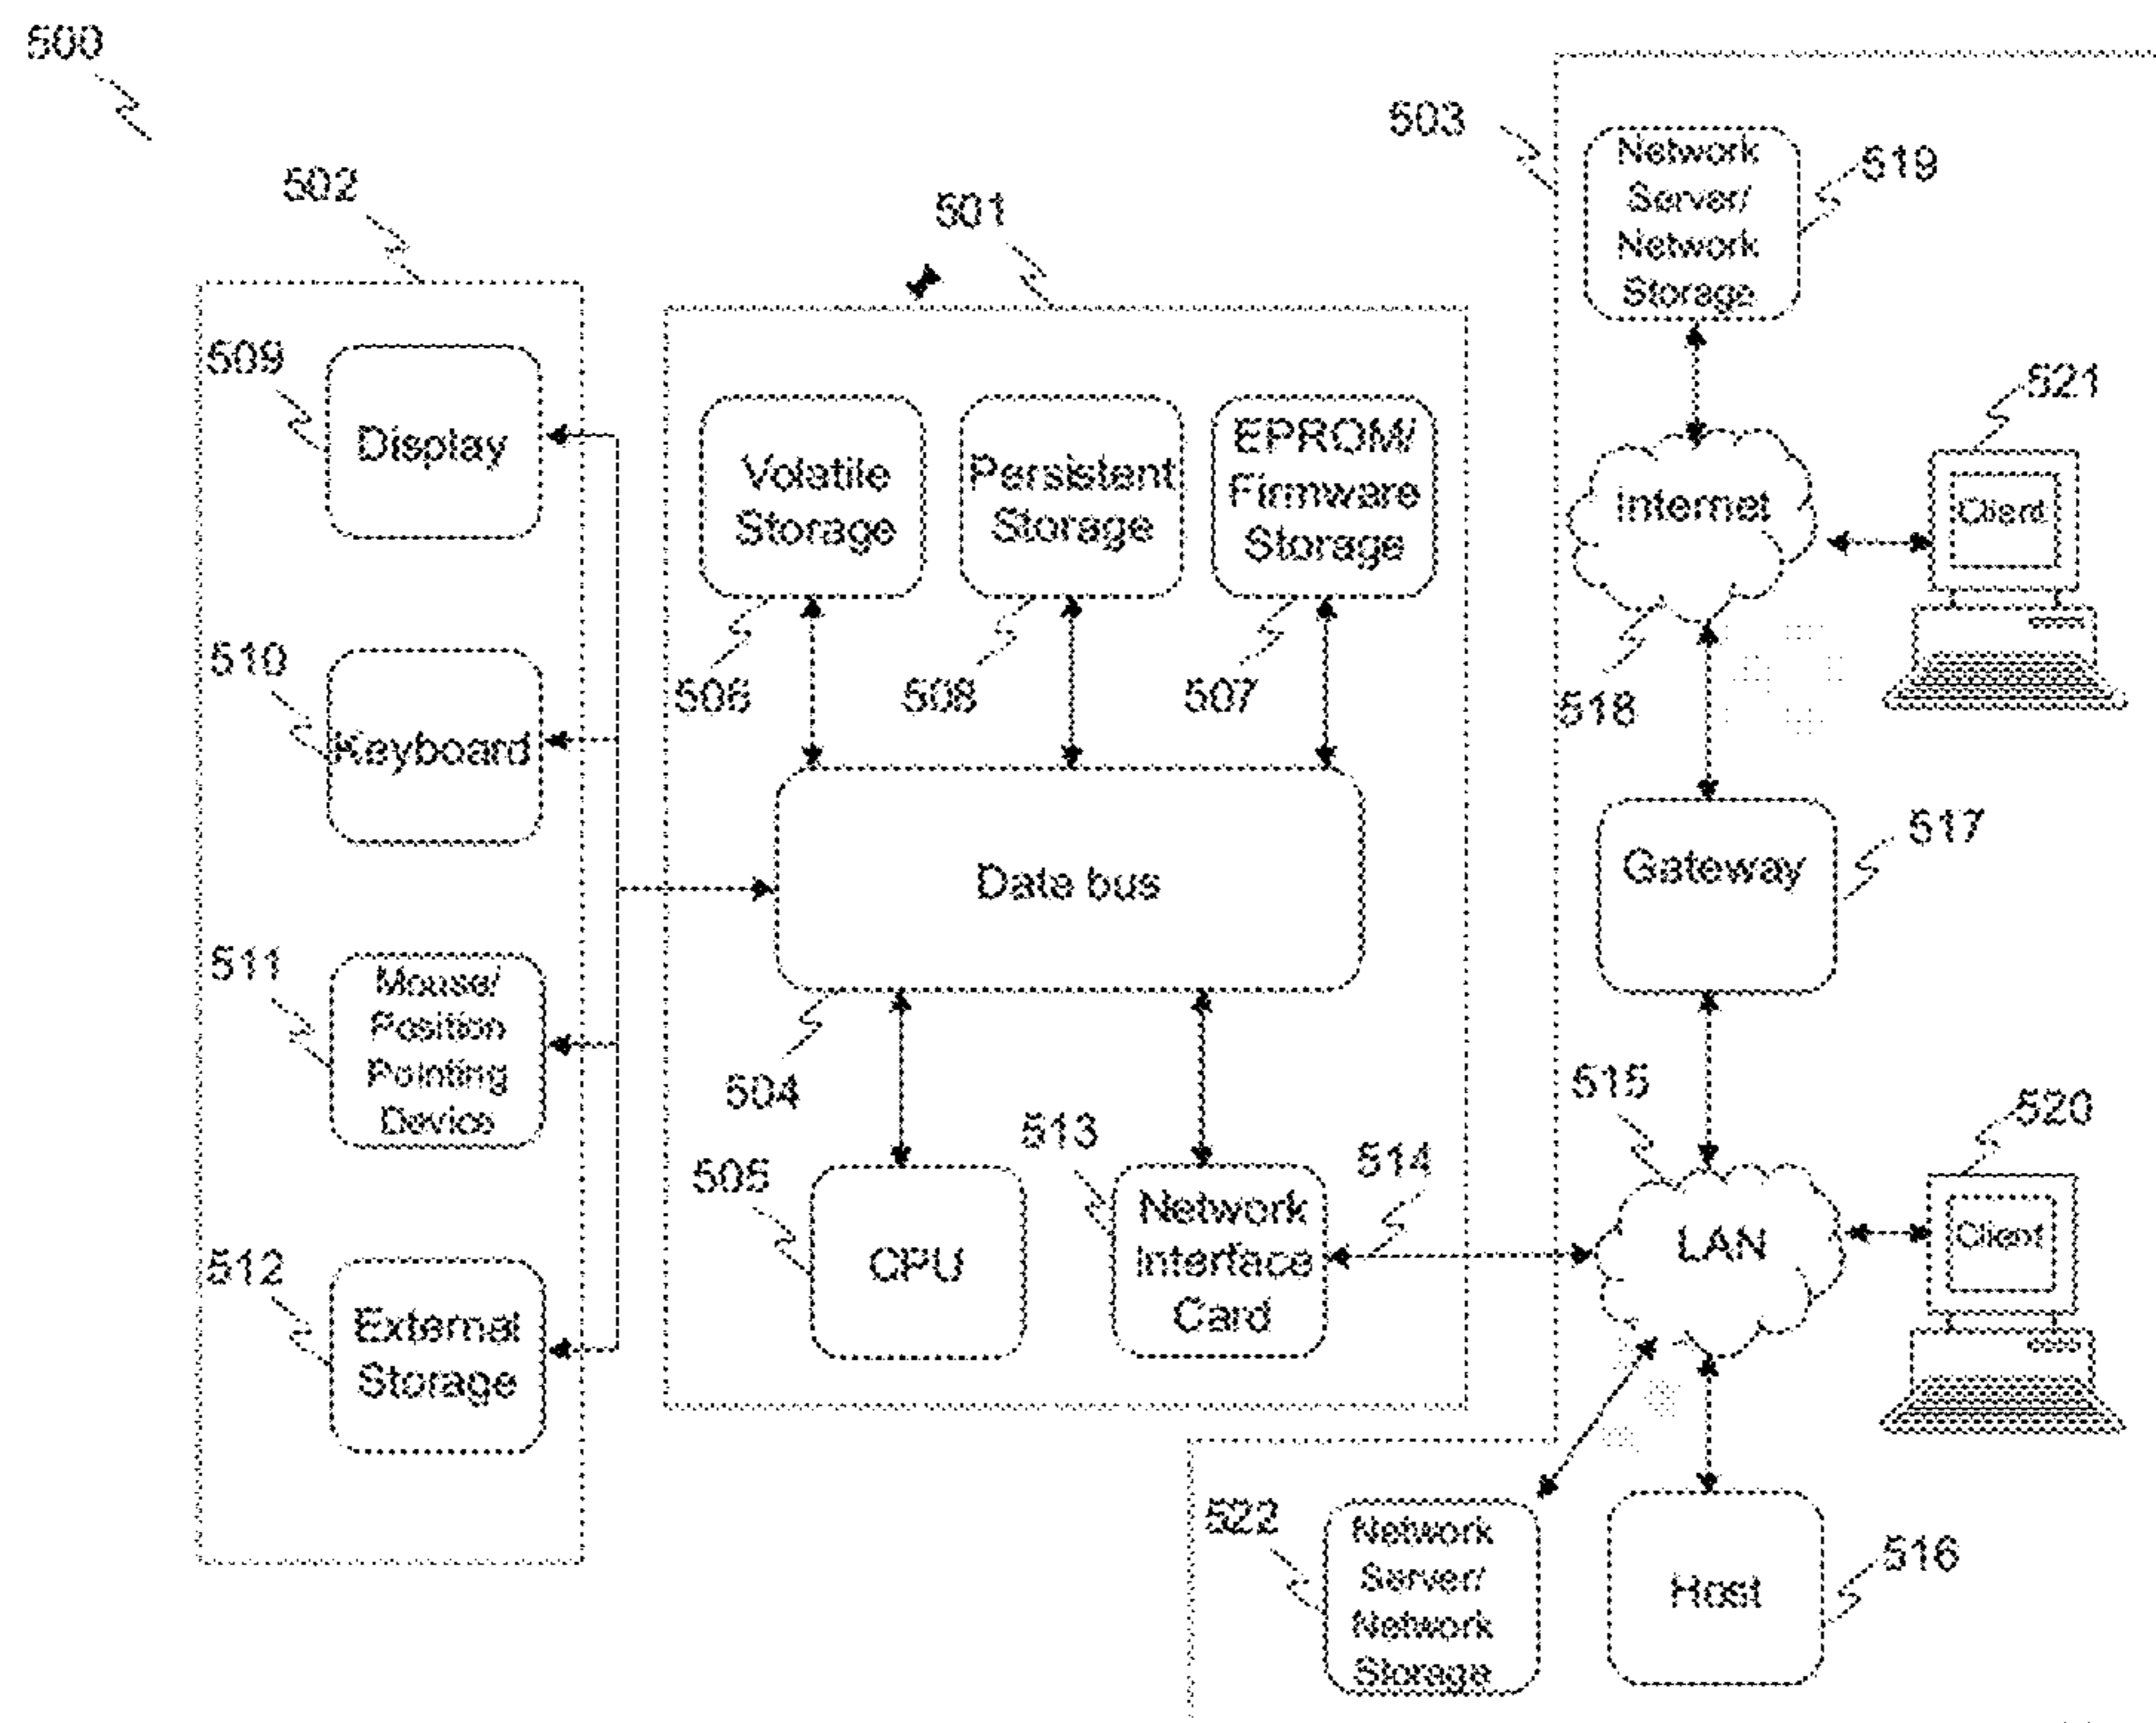 500
502
501
503
Network
Server/
Network
Storage
519
509
Display
Volatile
Storage
Persistent
Storage
EPROM/
Firmware
Storage
Internet
521
Client
506
508
507
518
510
Keyboard
Date bus
Gateway
517
511
Mouse/
Position
Pointing
Device
504
505
CPU
513
Network
Interface
Card
514
515
LAN
520
Client
512
External
Storage
522
Network
Server/
Network
Storage
Host
516